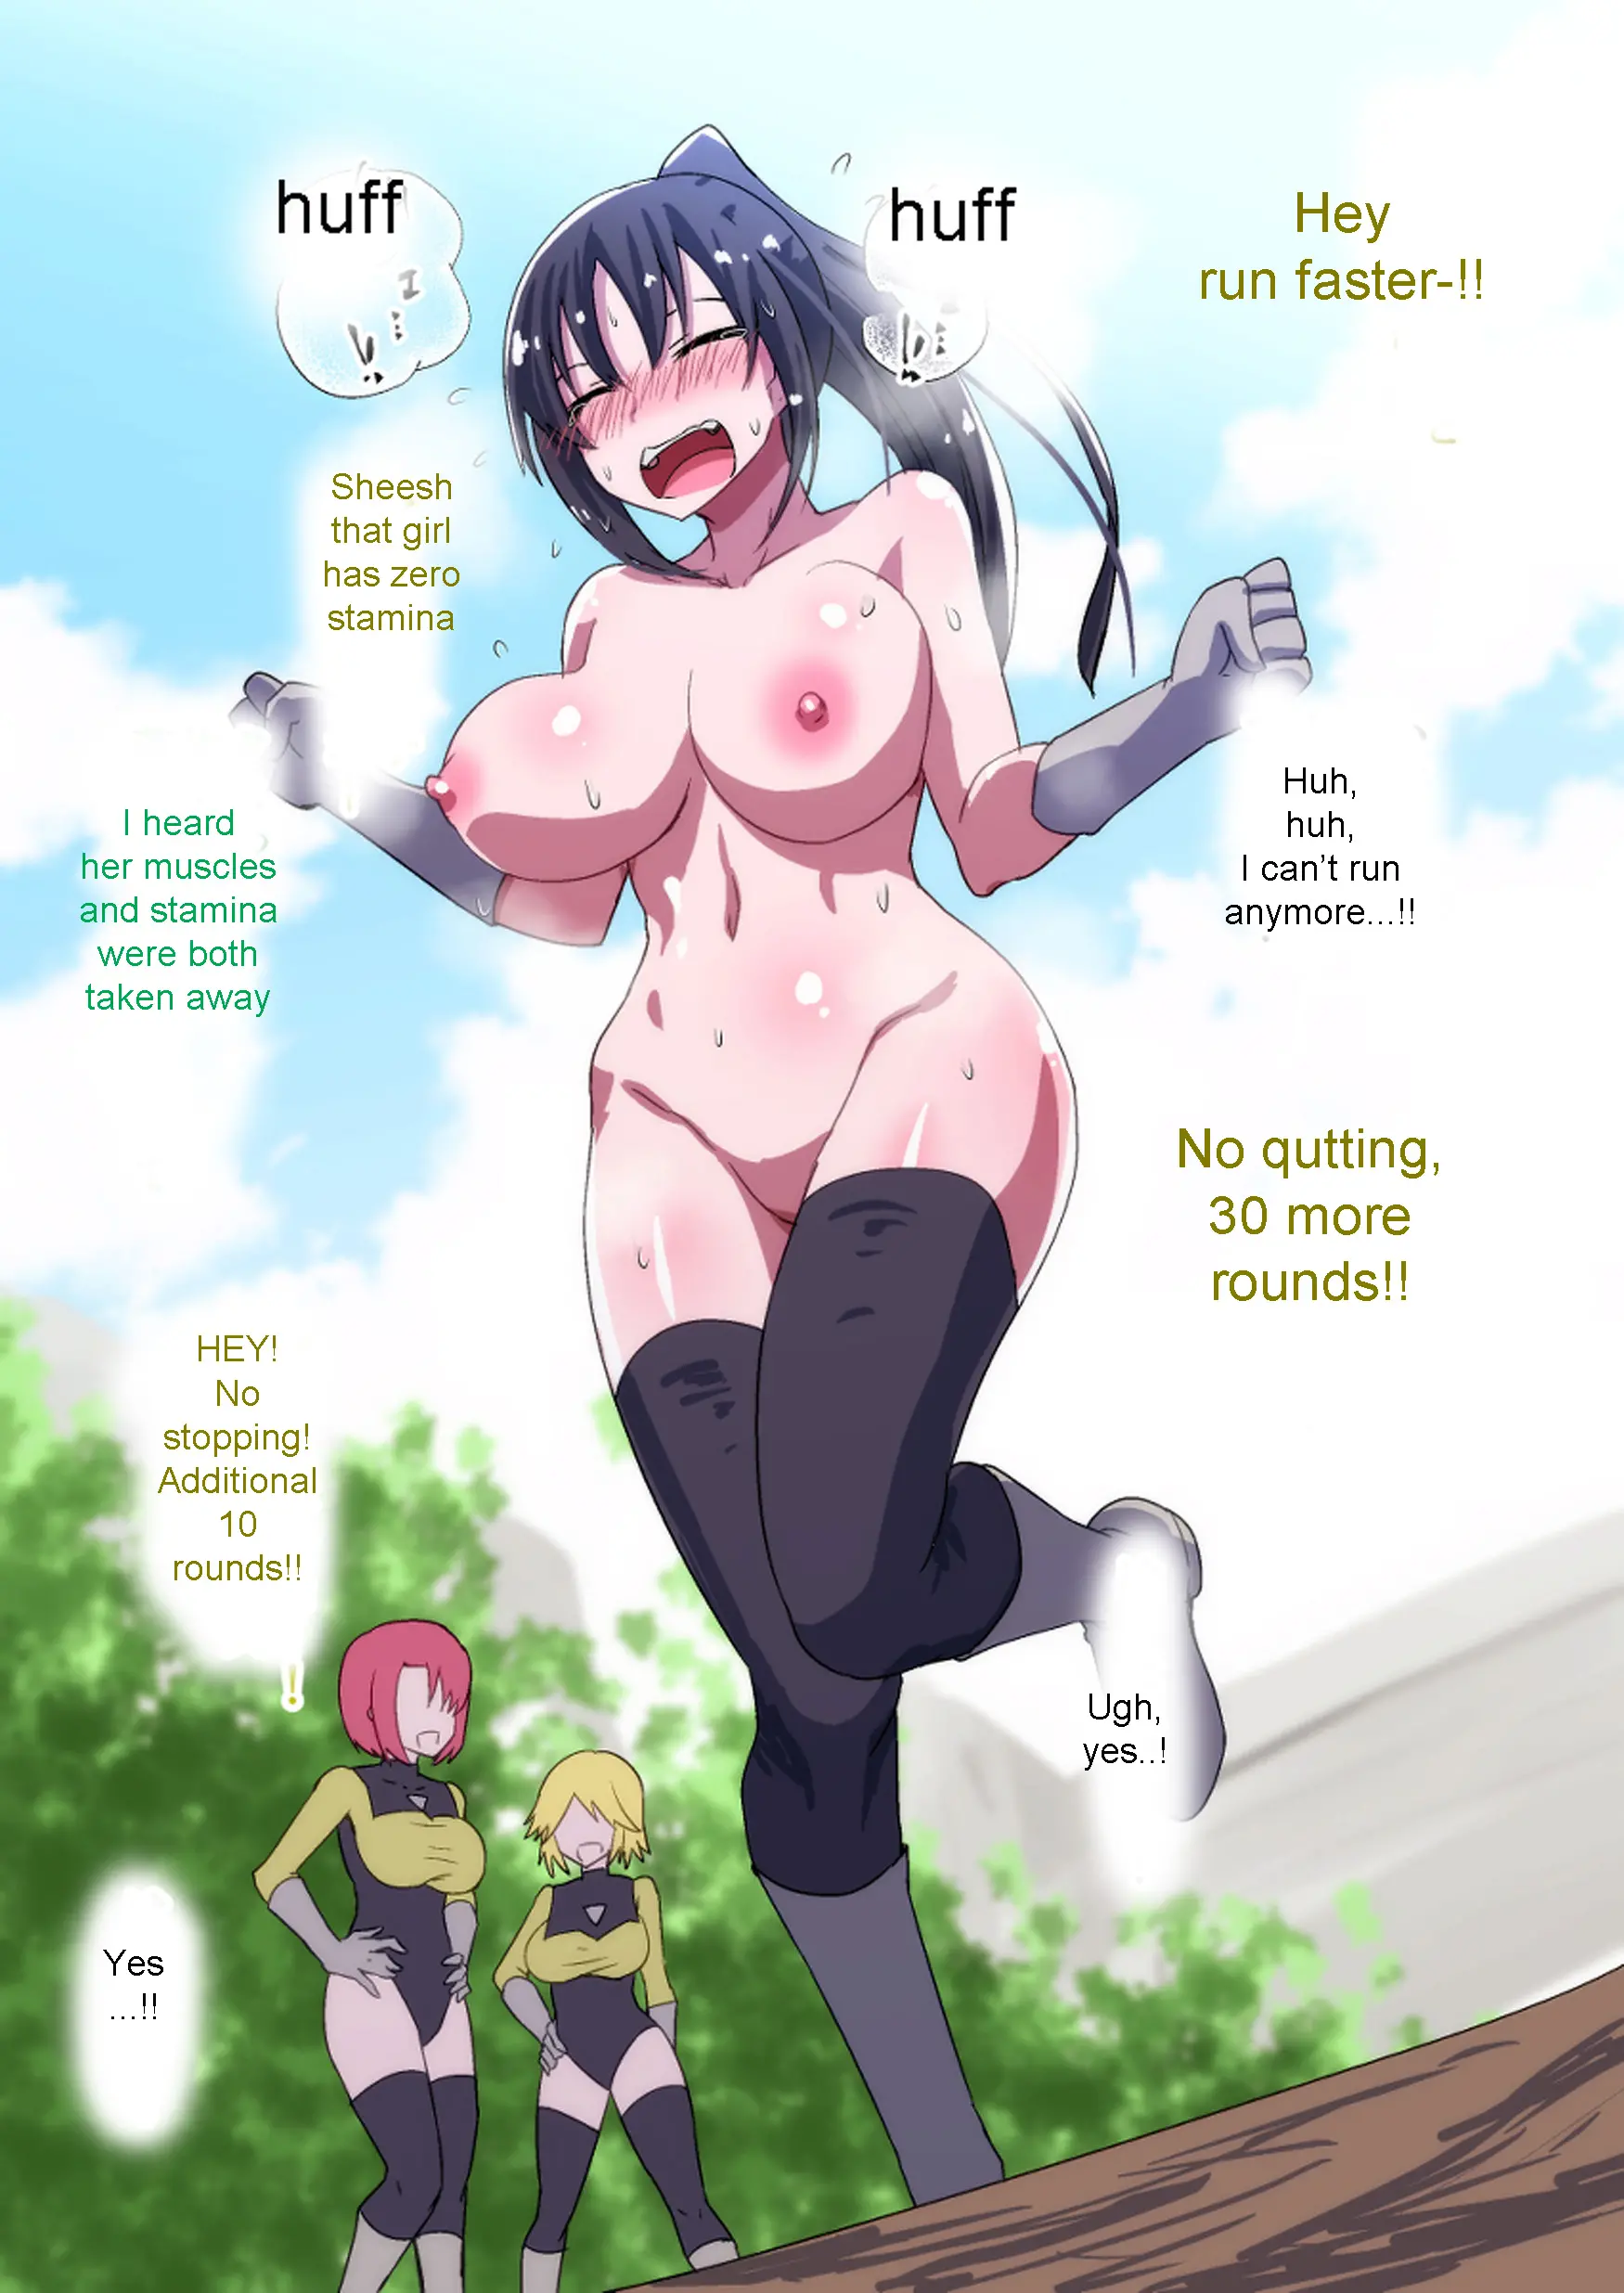 huff
huff
Hey
run faster-!!
Sheesh
that girl
has zero
stamina
I heard
her muscles
and stamina
were both
taken away
Huh,
huh,
I can't run
anymore...!!
No qutting,
30 more
rounds!!
HEY!
No
stopping!
Additional
10
rounds!!
Ugh,
yes..!
Yes
...!!